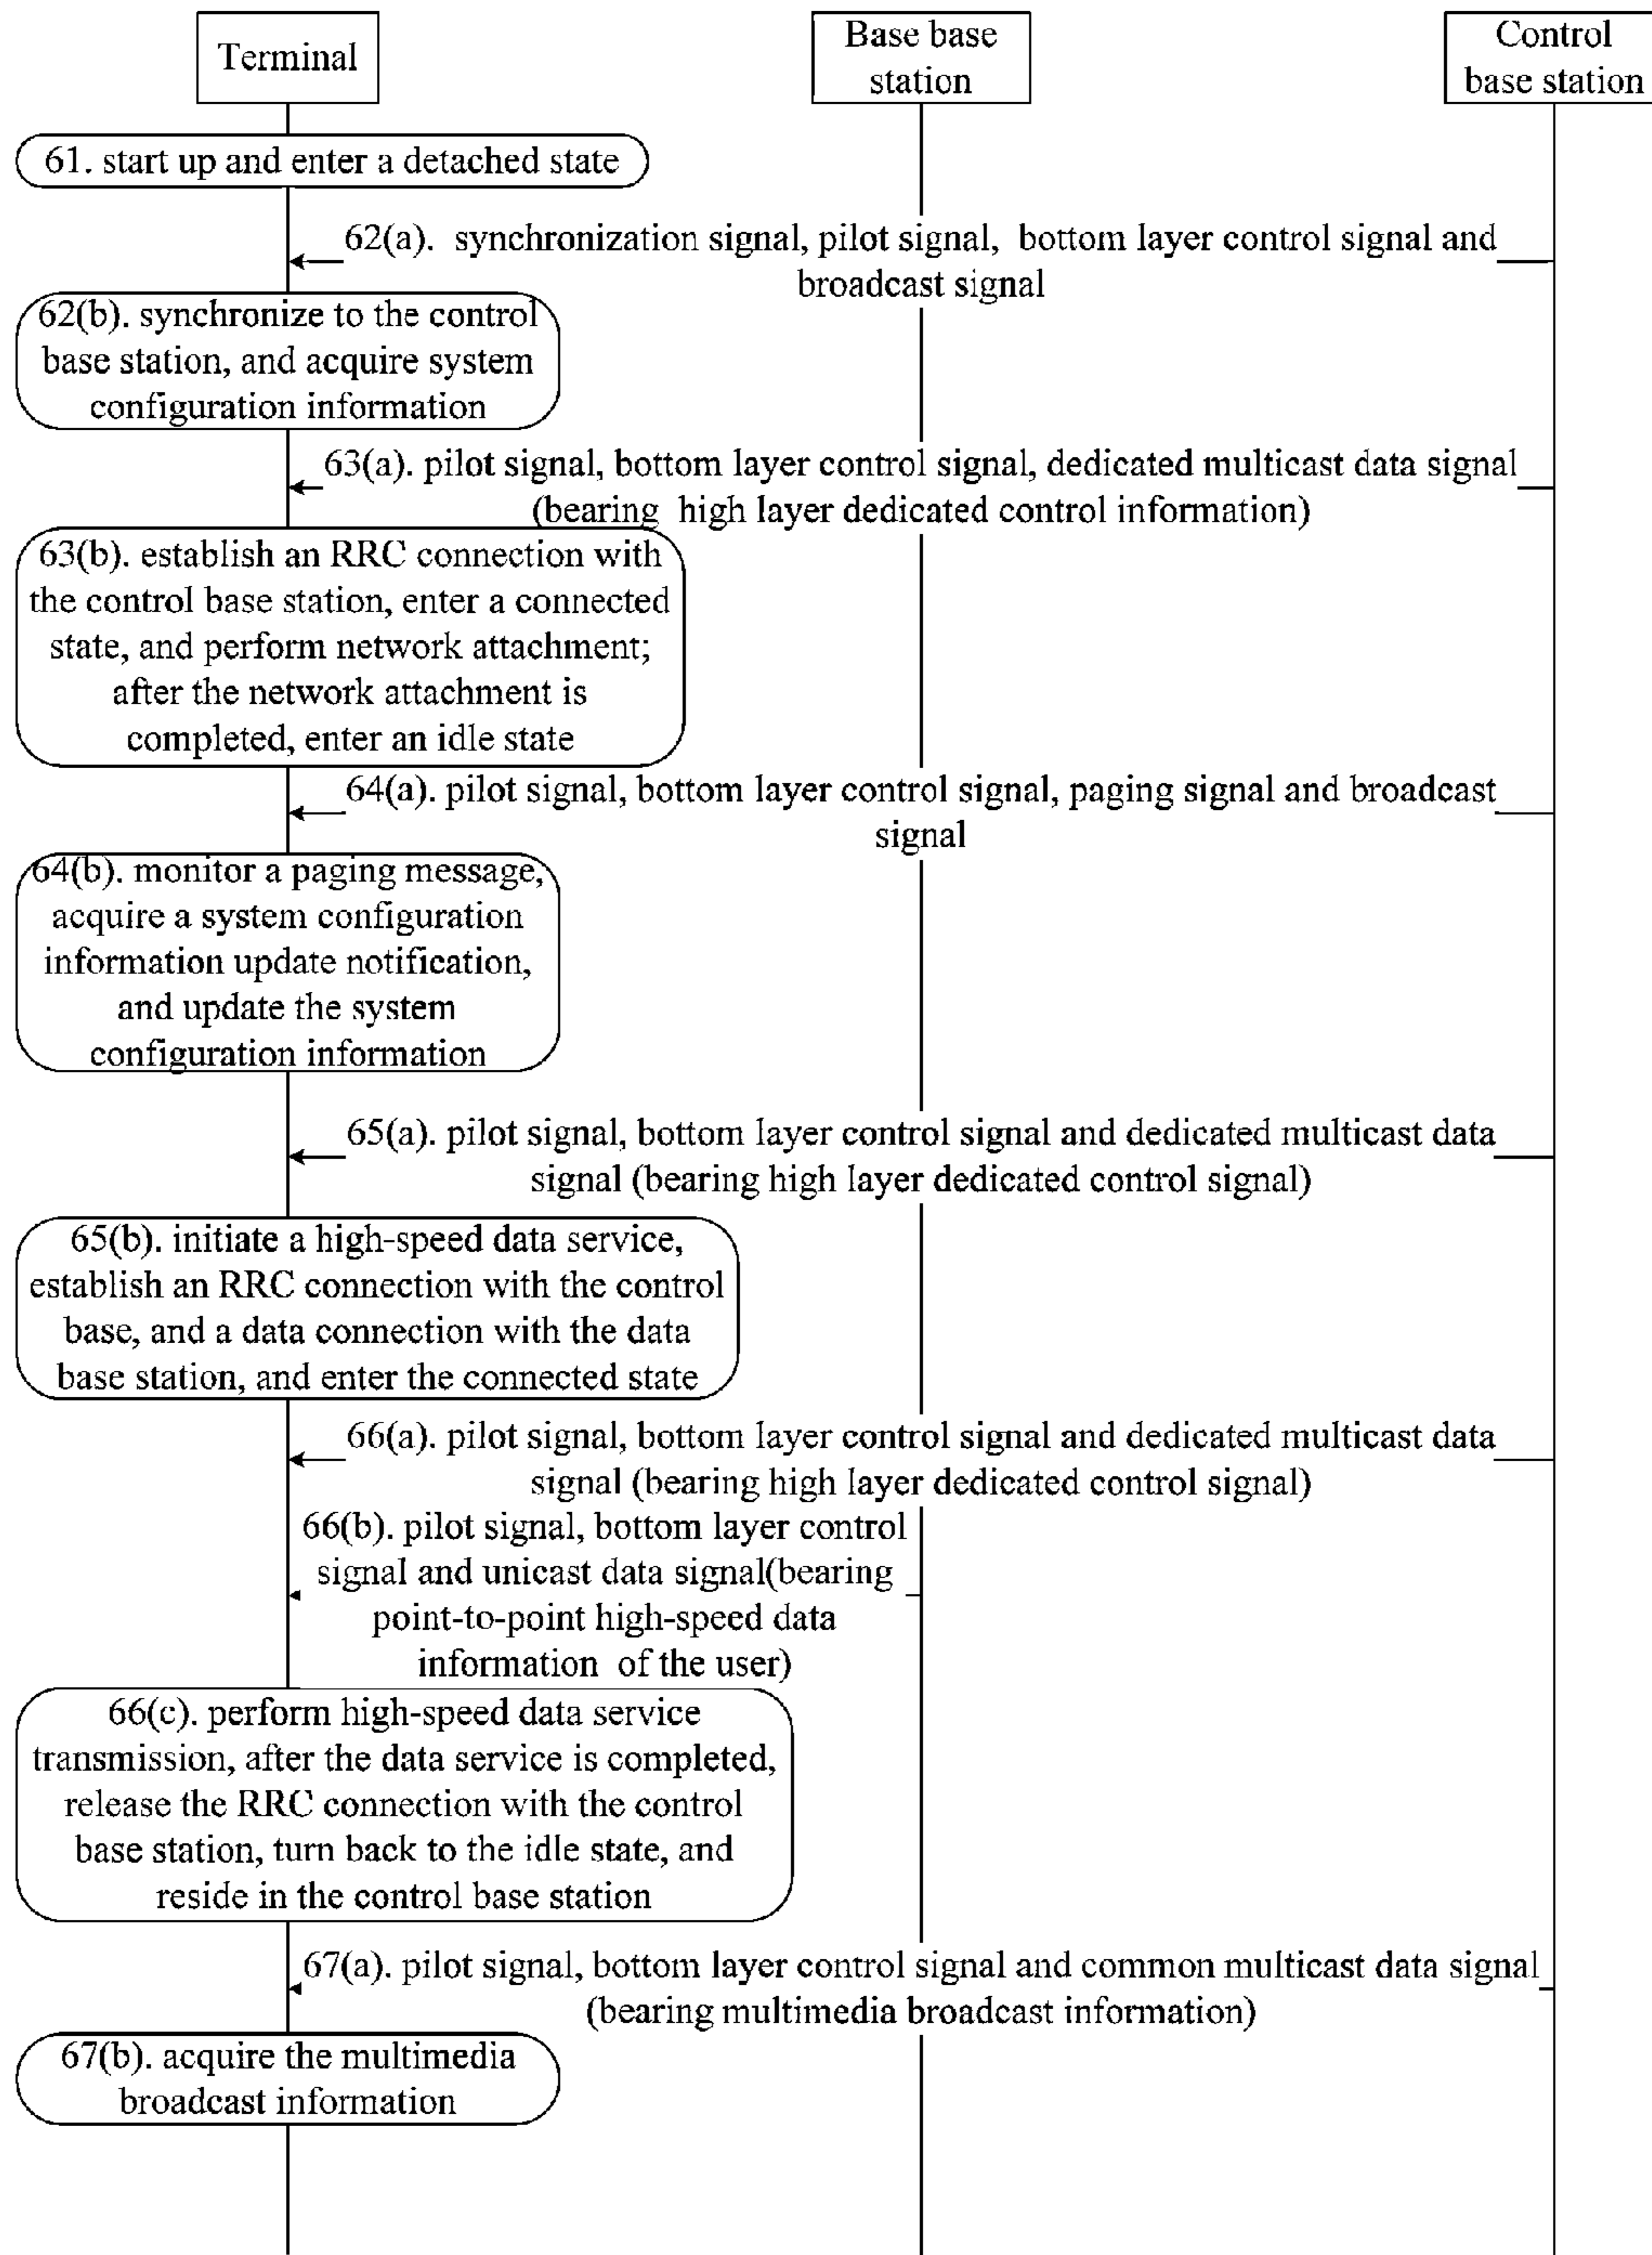 Terminal
Base base
station
Control
base station
61. start up and enter a detached state
62(a). synchronization signal, pilot signal, bottom layer control signal and
broadcast signal
62(b). synchronize to the control
base station, and acquire system
configuration information
63(a). pilot signal, bottom layer control signal, dedicated multicast data signal
(bearing high layer dedicated control information)
63(b). establish an RRC connection with
the control base station, enter a connected
state, and perform network attachment;
after the network attachment is
completed, enter an idle state
64(a). pilot signal, bottom layer control signal, paging signal and broadcast
signal
64(b). monitor a paging message,
acquire a system configuration
information update notification,
and update the system
configuration information
65(a). pilot signal, bottom layer control signal and dedicated multicast data
signal (bearing high layer dedicated control signal)
65(b). initiate a high-speed data service,
establish an RRC connection with the control
base, and a data connection with the data
base station, and enter the connected state
66(a). pilot signal, bottom layer control signal and dedicated multicast data
signal (bearing high layer dedicated control signal)
66(b). pilot signal, bottom layer control
signal and unicast data signal(bearing
point-to-point high-speed data
information of the user)
66(c). perform high-speed data service
transmission, after the data service is completed,
release the RRC connection with the control
base station, turn back to the idle state, and
reside in the control base station
67(a). pilot signal, bottom layer control signal and common multicast data signal
(bearing multimedia broadcast information)
67(b). acquire the multimedia
broadcast information